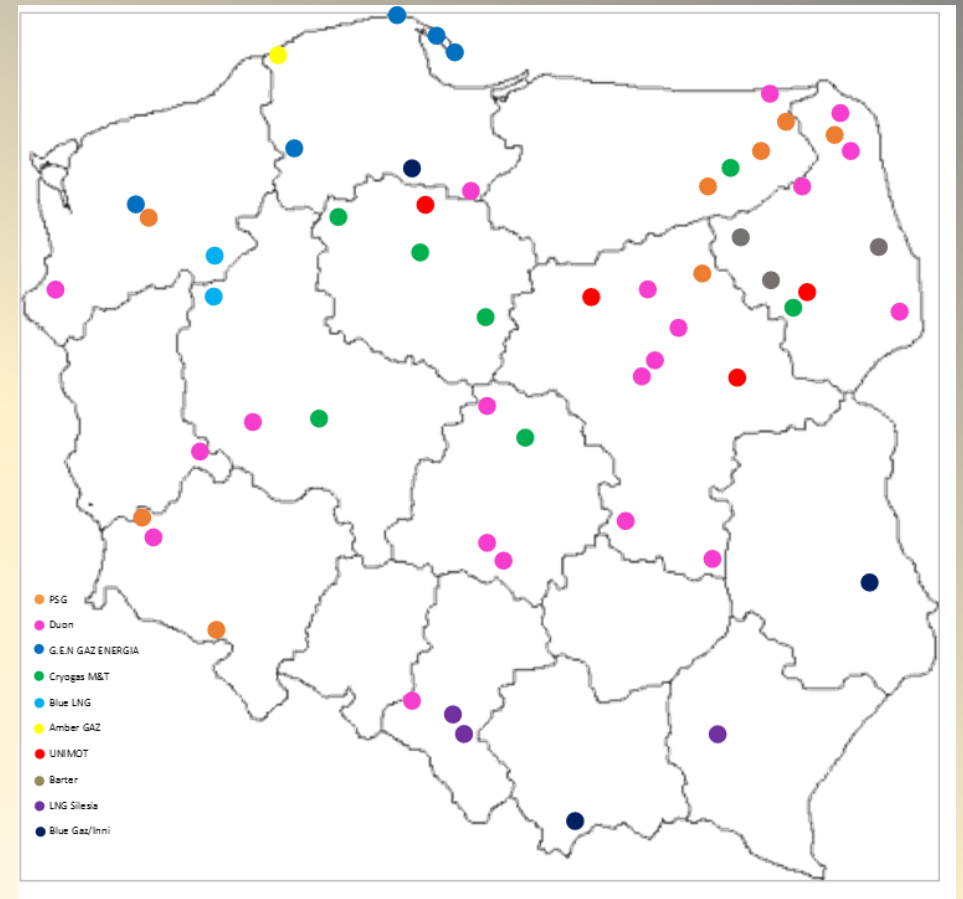 PSG
Duon
G.E.N GAZ ENERGIA
Cryogas M&T
Blue LNG
Amber GAZ
UNIMOT
Barter
LNG Silesia
Blue Gaz/Inni